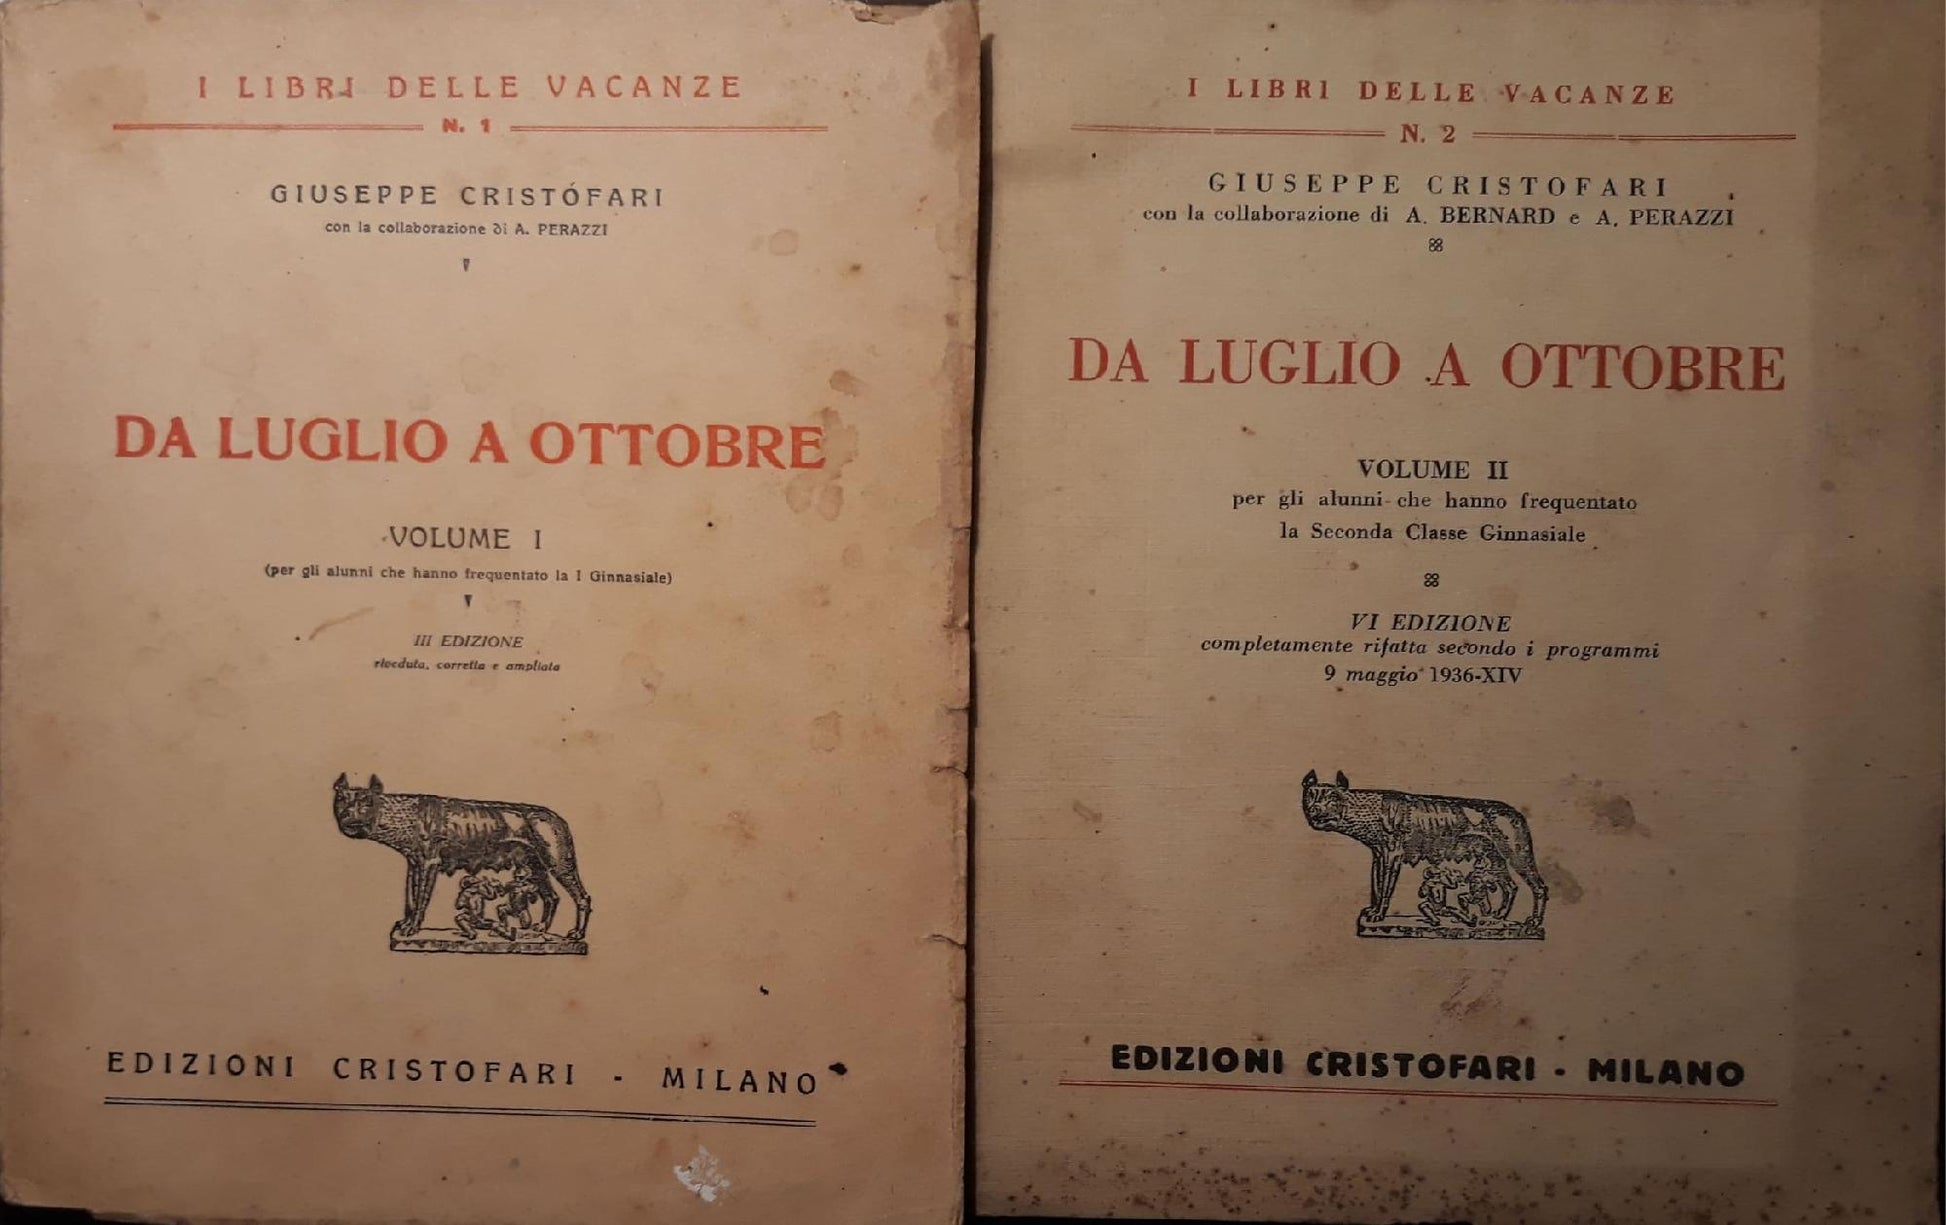 I LIBRI DELLE VACANZE
N. 1
GIUSEPPE CRISTÓFARI
con la collaborazione di A. PERAZZI
DA LUGLIO A OTTOBRE
VOLUME I
(per gli alunni che hanno frequentato la I Ginnasiale)
III EDIZIONE
riveduta, corretta e ampliata
EDIZIONI CRISTOFARI - MILANO
I LIBRI DELLE VACANZE
N. 2
GIUSEPPE CRISTOFARI
con la collaborazione di A. BERNARD e A. PERAZZI
DA LUGLIO A OTTOBRE
VOLUME II
per gli alunni che hanno frequentato
la Seconda Classe Ginnasiale
VI EDIZIONE
completamente rifatta secondo i programmi
9 maggio 1936-XIV
EDIZIONI CRISTOFARI - MILANO